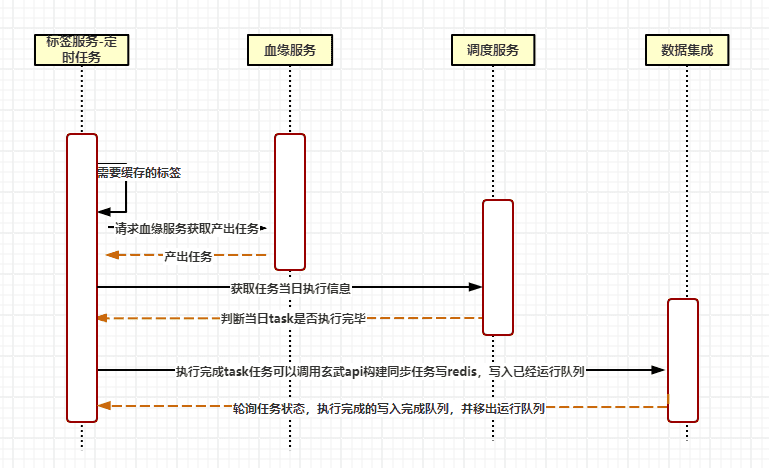 标签服务-定
时任务
血缘服务
调度服务
数据集成
需要缓存的标签
请求血缘服务获取产出任务
产出任务
获取任务当日执行信息
判断当日task是否执行完毕
执行完成task任务可以调用玄武api构建同步任务写redis，写入已经运行队列
轮询任务状态，执行完成的写入完成队列，并移出运行队列